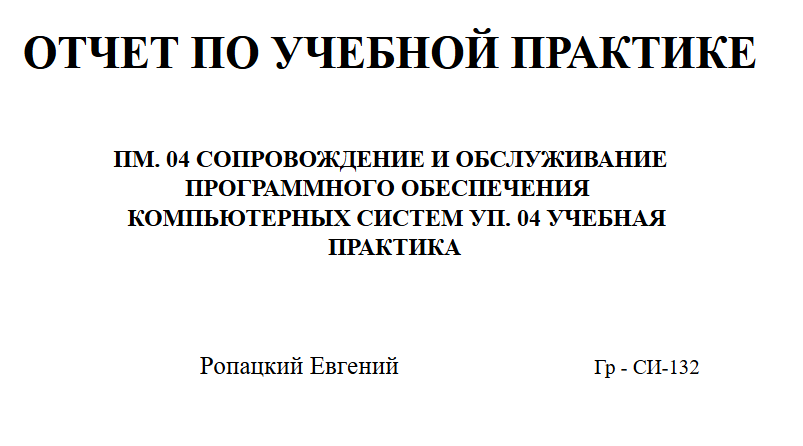 ОТЧЕТ ПО УЧЕБНОЙ ПРАКТИКЕ
ПМ. 04 СОПРОВОЖДЕНИЕ И ОБСЛУЖИВАНИЕ
ПРОГРАММНОГО ОБЕСПЕЧЕНИЯ
КОМПЬЮТЕРНЫХ СИСТЕМ УП. 04 УЧЕБНАЯ
ПРАКТИКА
Ропацкий Евгений Гр - СИ-132